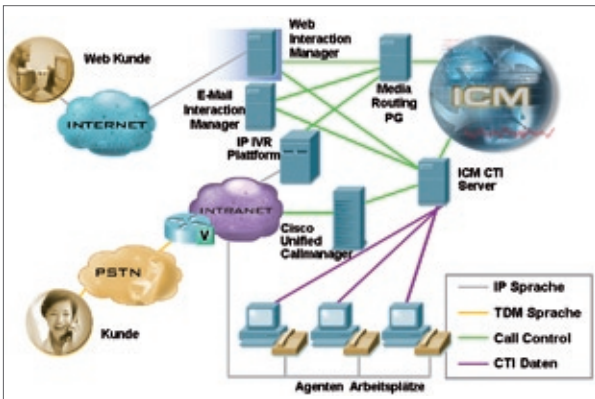 Web
Interaction
Manager
Web Kunde
E-Mail
Interaction
Manager
Media
Routing
PG
ICM
INTERNET
IP IVR
Plattform
ICM CTI
Server
INTRANET
Cisco
Unified
Callmanager
V
PSTN
Kunde
IP Sprache
TDM Sprache
Call Control
CTI Daten
Agenten Arbeitsplätze